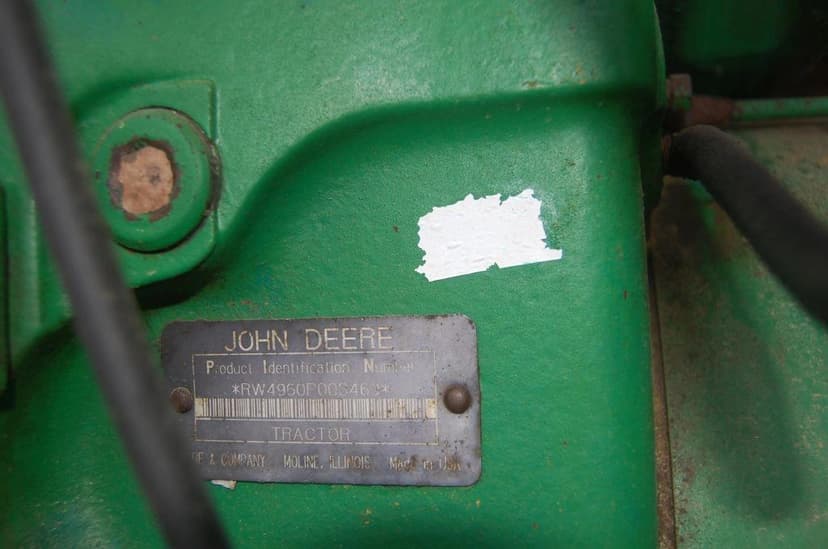 JOHN DEERE
Product Identification Number
TRACTOR
& COMPANY MOLINE, ILLINOIS Made in USA